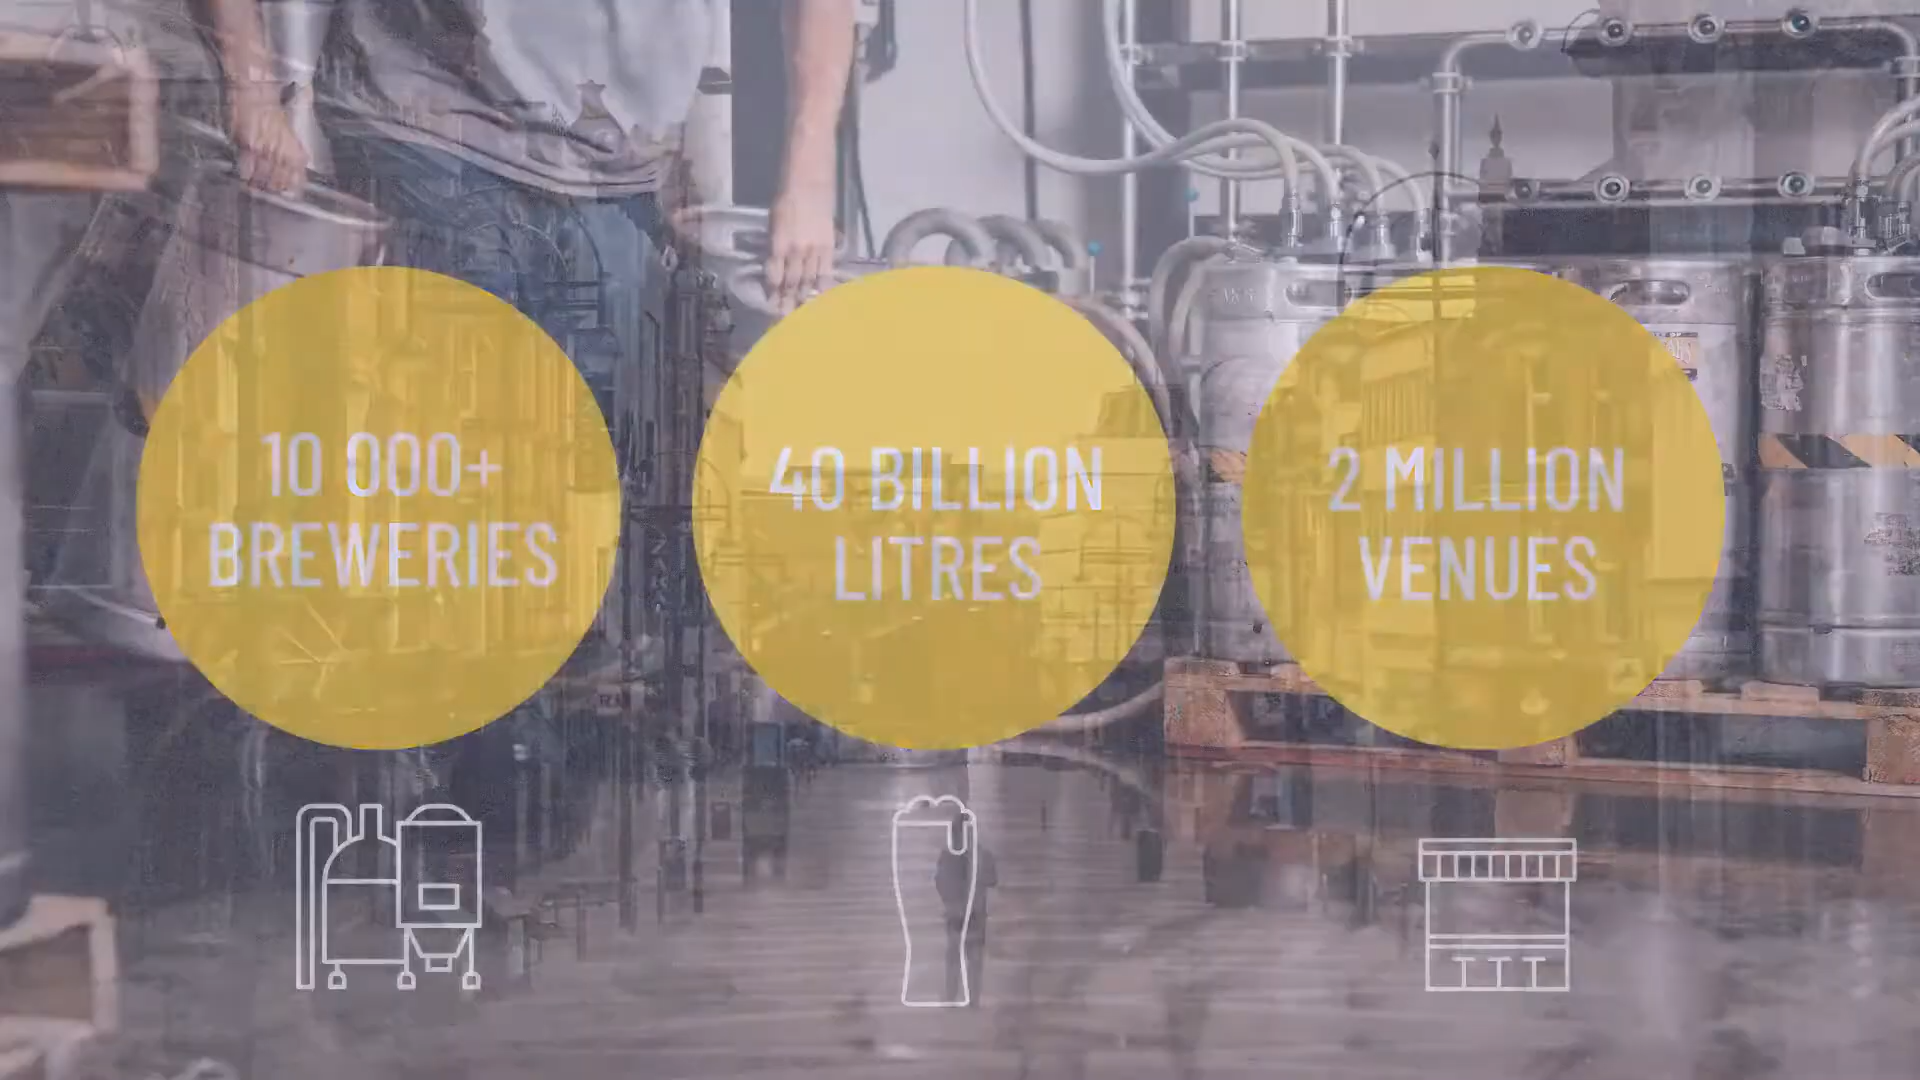 10 000+
BREWERIES
40 BILLION
LITRES
2 MILLION
VENUES